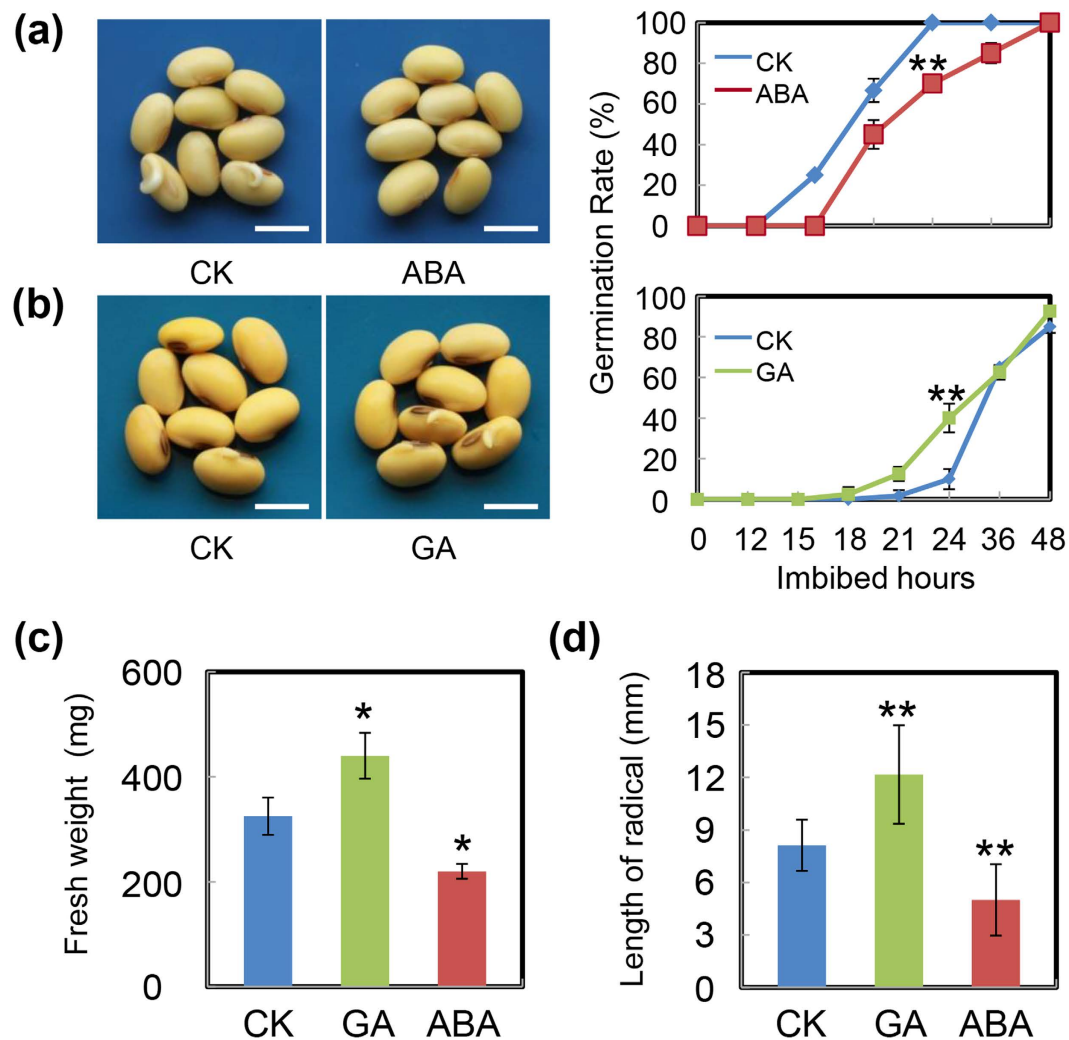 (a)
CK
ABA
Germination Rate (%)
100
80
60
40
20
0
CK
ABA
**
(b)
CK
GA
100
80
60
40
20
0
CK
GA
**
0 12 15 18 21 24 36 48
Imbibed hours
(c)
Fresh weight (mg)
600
400
200
0
*
*
CK GA ABA
(d)
Length of radical (mm)
18
15
12
9
6
3
0
**
**
CK GA ABA